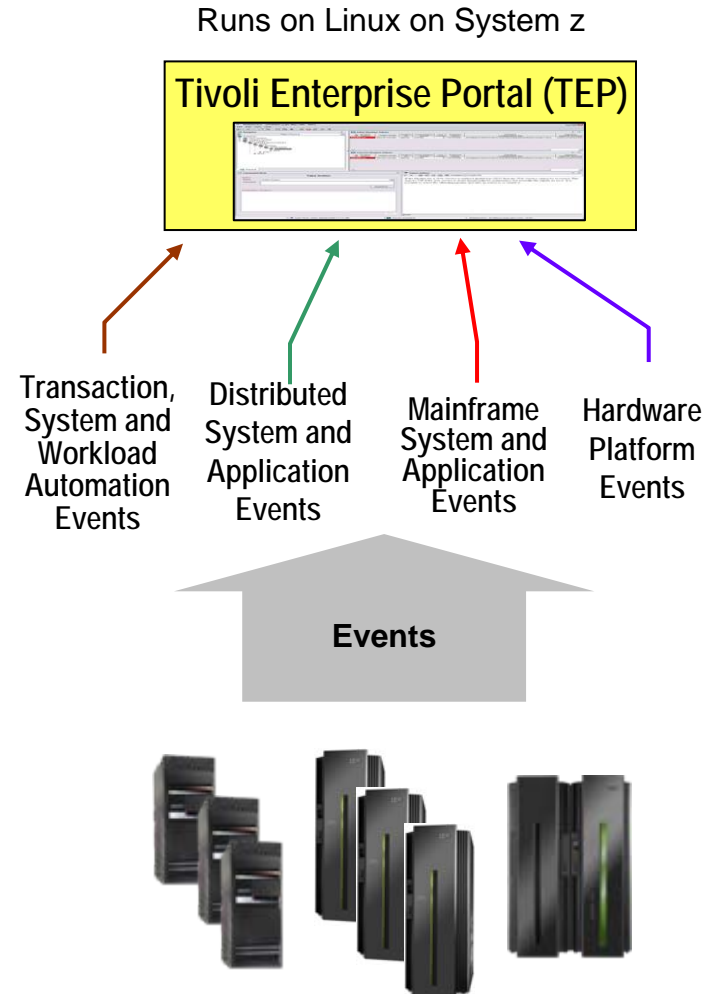 Runs on Linux on System z
Tivoli Enterprise Portal (TEP)
Transaction,
System and
Workload
Automation
Events
Distributed
System and
Application
Events
Mainframe
System and
Application
Events
Hardware
Platform
Events
Events